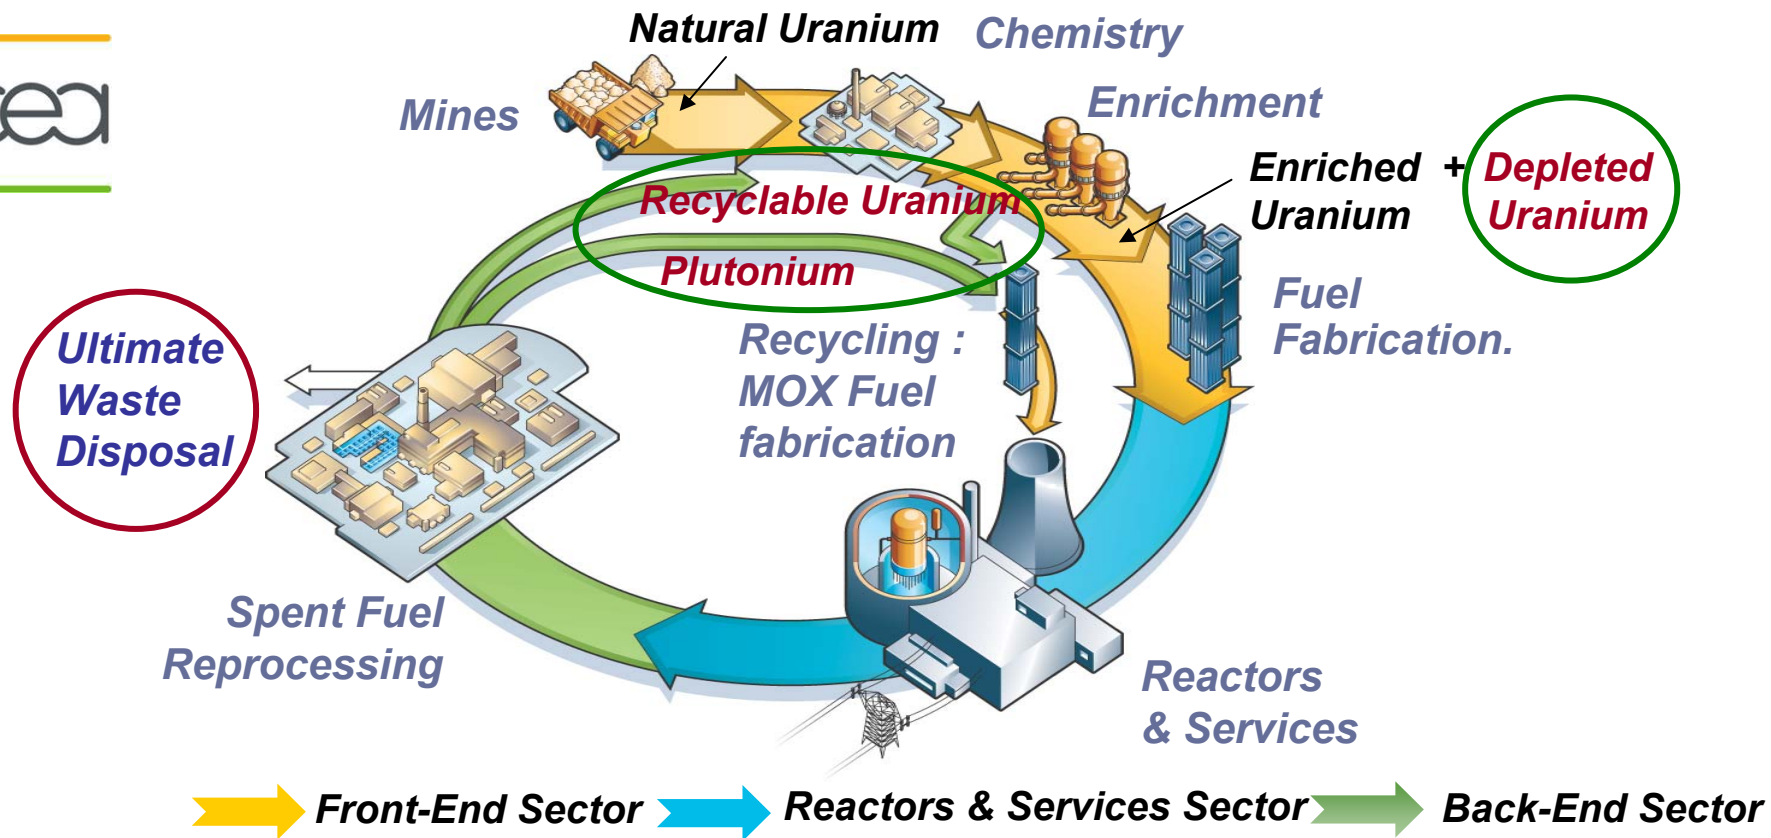 Natural Uranium
Chemistry
cea
Mines
Enrichment
Enriched + Depleted
Uranium Uranium
Recyclable Uranium
Plutonium
Fuel
Fabrication.
Recycling :
MOX Fuel
fabrication
Ultimate
Waste
Disposal
Spent Fuel
Reprocessing
Reactors
& Services
Front-End Sector
Reactors & Services Sector
Back-End Sector